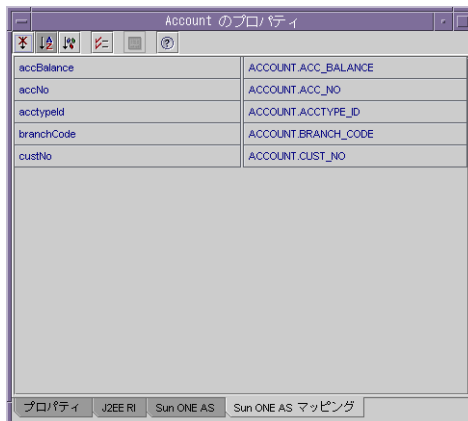 Account のプロパティ
accBalance ACCOUNT.ACC_BALANCE
accNo ACCOUNT.ACC_NO
acctypeId ACCOUNT.ACCTYPE_ID
branchCode ACCOUNT.BRANCH_CODE
custNo ACCOUNT.CUST_NO
プロパティ J2EE RI Sun ONE AS Sun ONE AS マッピング